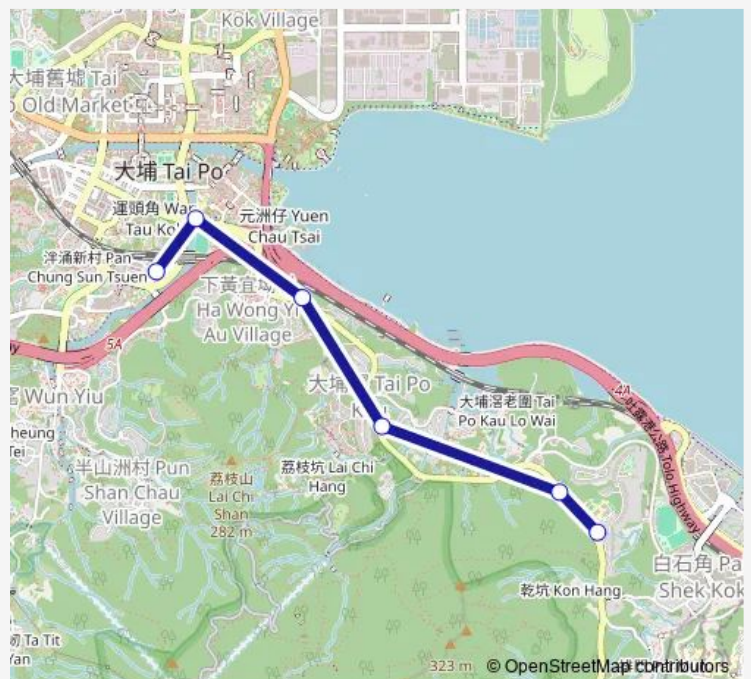 Kok Village
大埔舊墟 Tai
Old Market
大埔 Tai Po
運頭角 Wan
Tau Kok
元洲仔 Yuen
Chau Tsai
泮涌新村 Pan
Chung Sun Tsuen
下黃宜坳
Ha Wong Yi
Au Village
5A
4A
吐露港公路 Tolo Highway
Wun Yiu
heung
Tei
半山洲村 Pun
Shan Chau
Village
荔枝山
Lai Chi
Shan
282 m
荔枝坑 Lai Chi
Hang
Tai Po
大埔滘老圍 Tai
Po Kau Lo Wai
白石角 Pa
Shek Kok
乾坑 Kon Hang
Ta Tit
Yan
323 m
© OpenStreetMap contributors